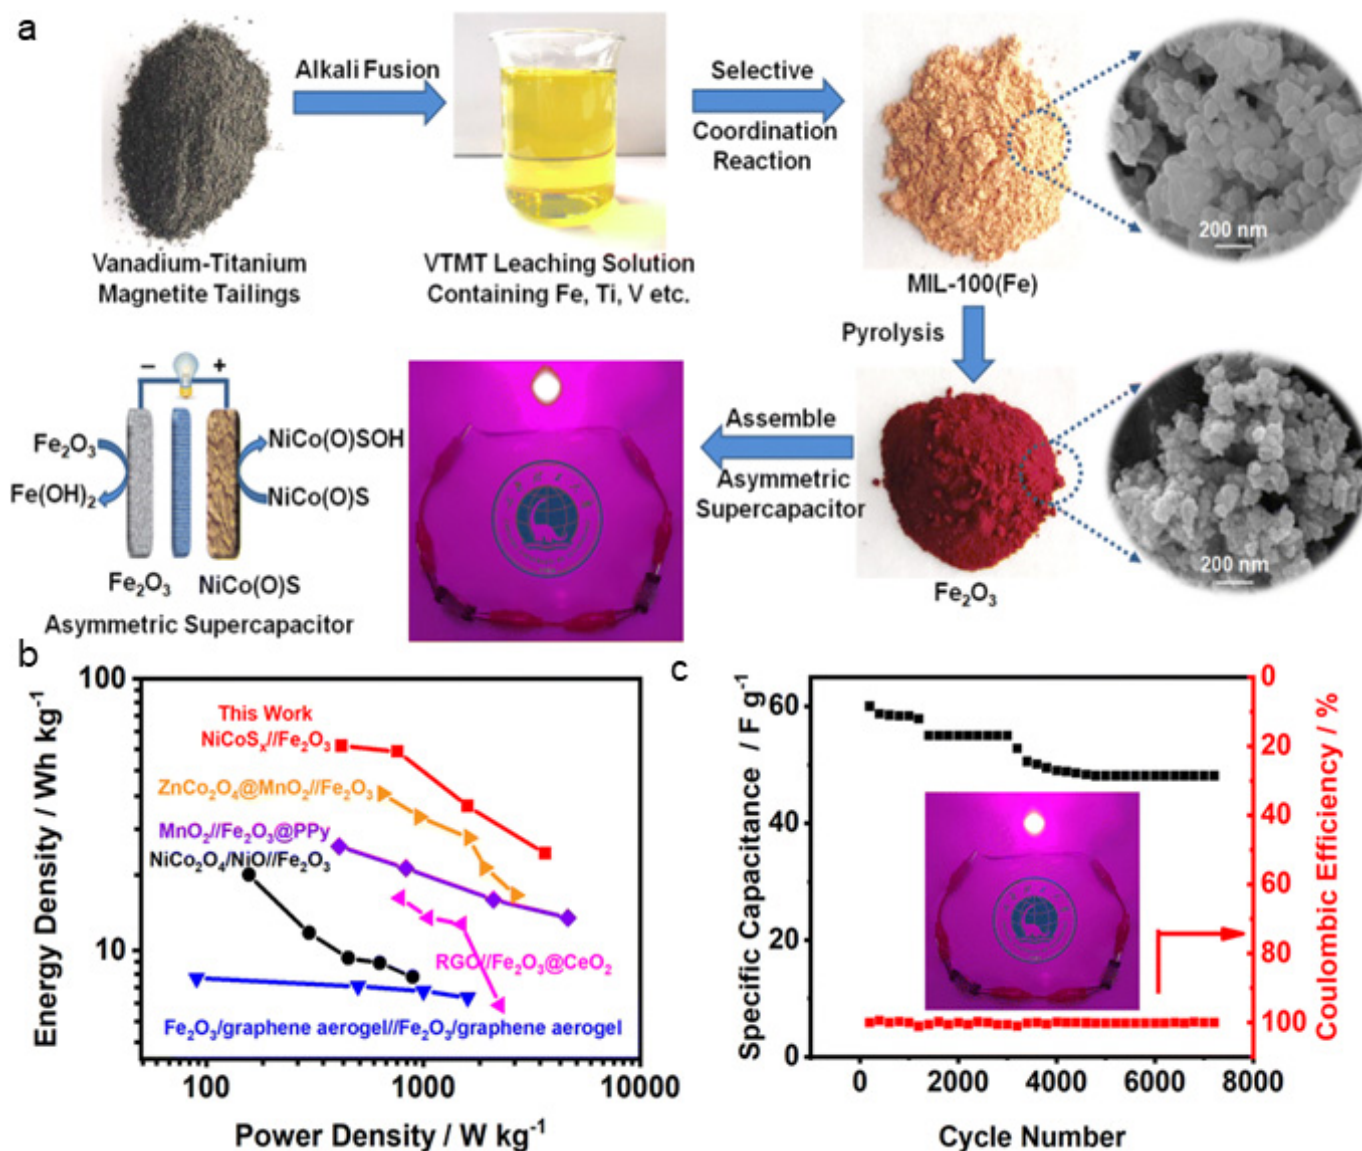 a
Alkali Fusion
Selective
Coordination
Reaction
200 nm
Vanadium-Titanium
Magnetite Tailings
VTMT Leaching Solution
Containing Fe, Ti, V etc.
MIL-100(Fe)
Pyrolysis
– +
Fe₂O₃
Fe(OH)₂
NiCo(O)SOH
NiCo(O)S
Fe₂O₃ NiCo(O)S
Asymmetric Supercapacitor
Assemble
Asymmetric
Supercapacitor
Fe₂O₃
200 nm
b
Energy Density / Wh kg⁻¹
100
10
This Work
NiCoSₓ//Fe₂O₃
ZnCo₂O₄@MnO₂//Fe₂O₃
MnO₂//Fe₂O₃@PPy
NiCo₂O₄/NiO//Fe₂O₃
RGO//Fe₂O₃@CeO₂
Fe₂O₃/graphene aerogel//Fe₂O₃/graphene aerogel
100 1000 10000
Power Density / W kg⁻¹
c
Specific Capacitance / F g⁻¹
60
40
20
0
0
20
40
60
80
100
Coulombic Efficiency / %
0 2000 4000 6000 8000
Cycle Number